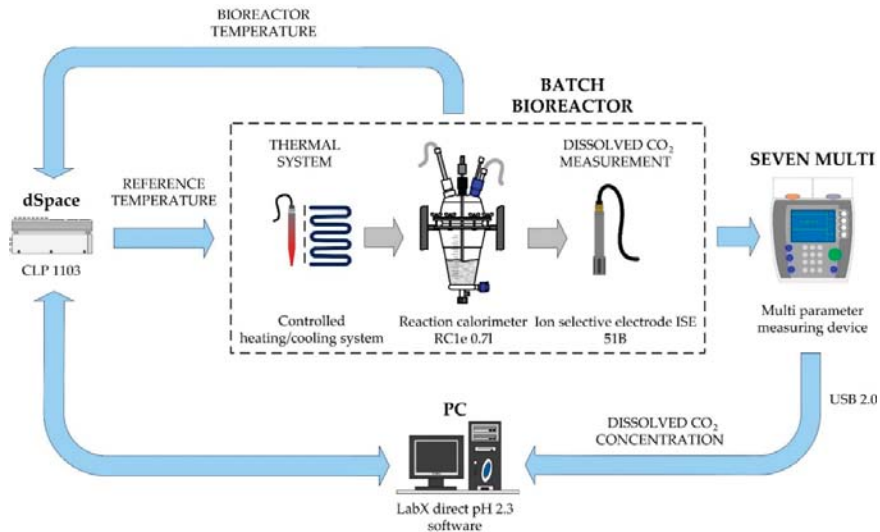 BIOREACTOR
TEMPERATURE
BATCH
BIOREACTOR
THERMAL
SYSTEM
DISSOLVED CO₂
MEASUREMENT
SEVEN MULTI
dSpace
REFERENCE
TEMPERATURE
CLP 1103
Controlled
heating/cooling system
Reaction calorimeter
RC1e 0.7l
Ion selective electrode ISE
51B
Multi parameter
measuring device
USB 2.0
PC
DISSOLVED CO₂
CONCENTRATION
LabX direct pH 2.3
software